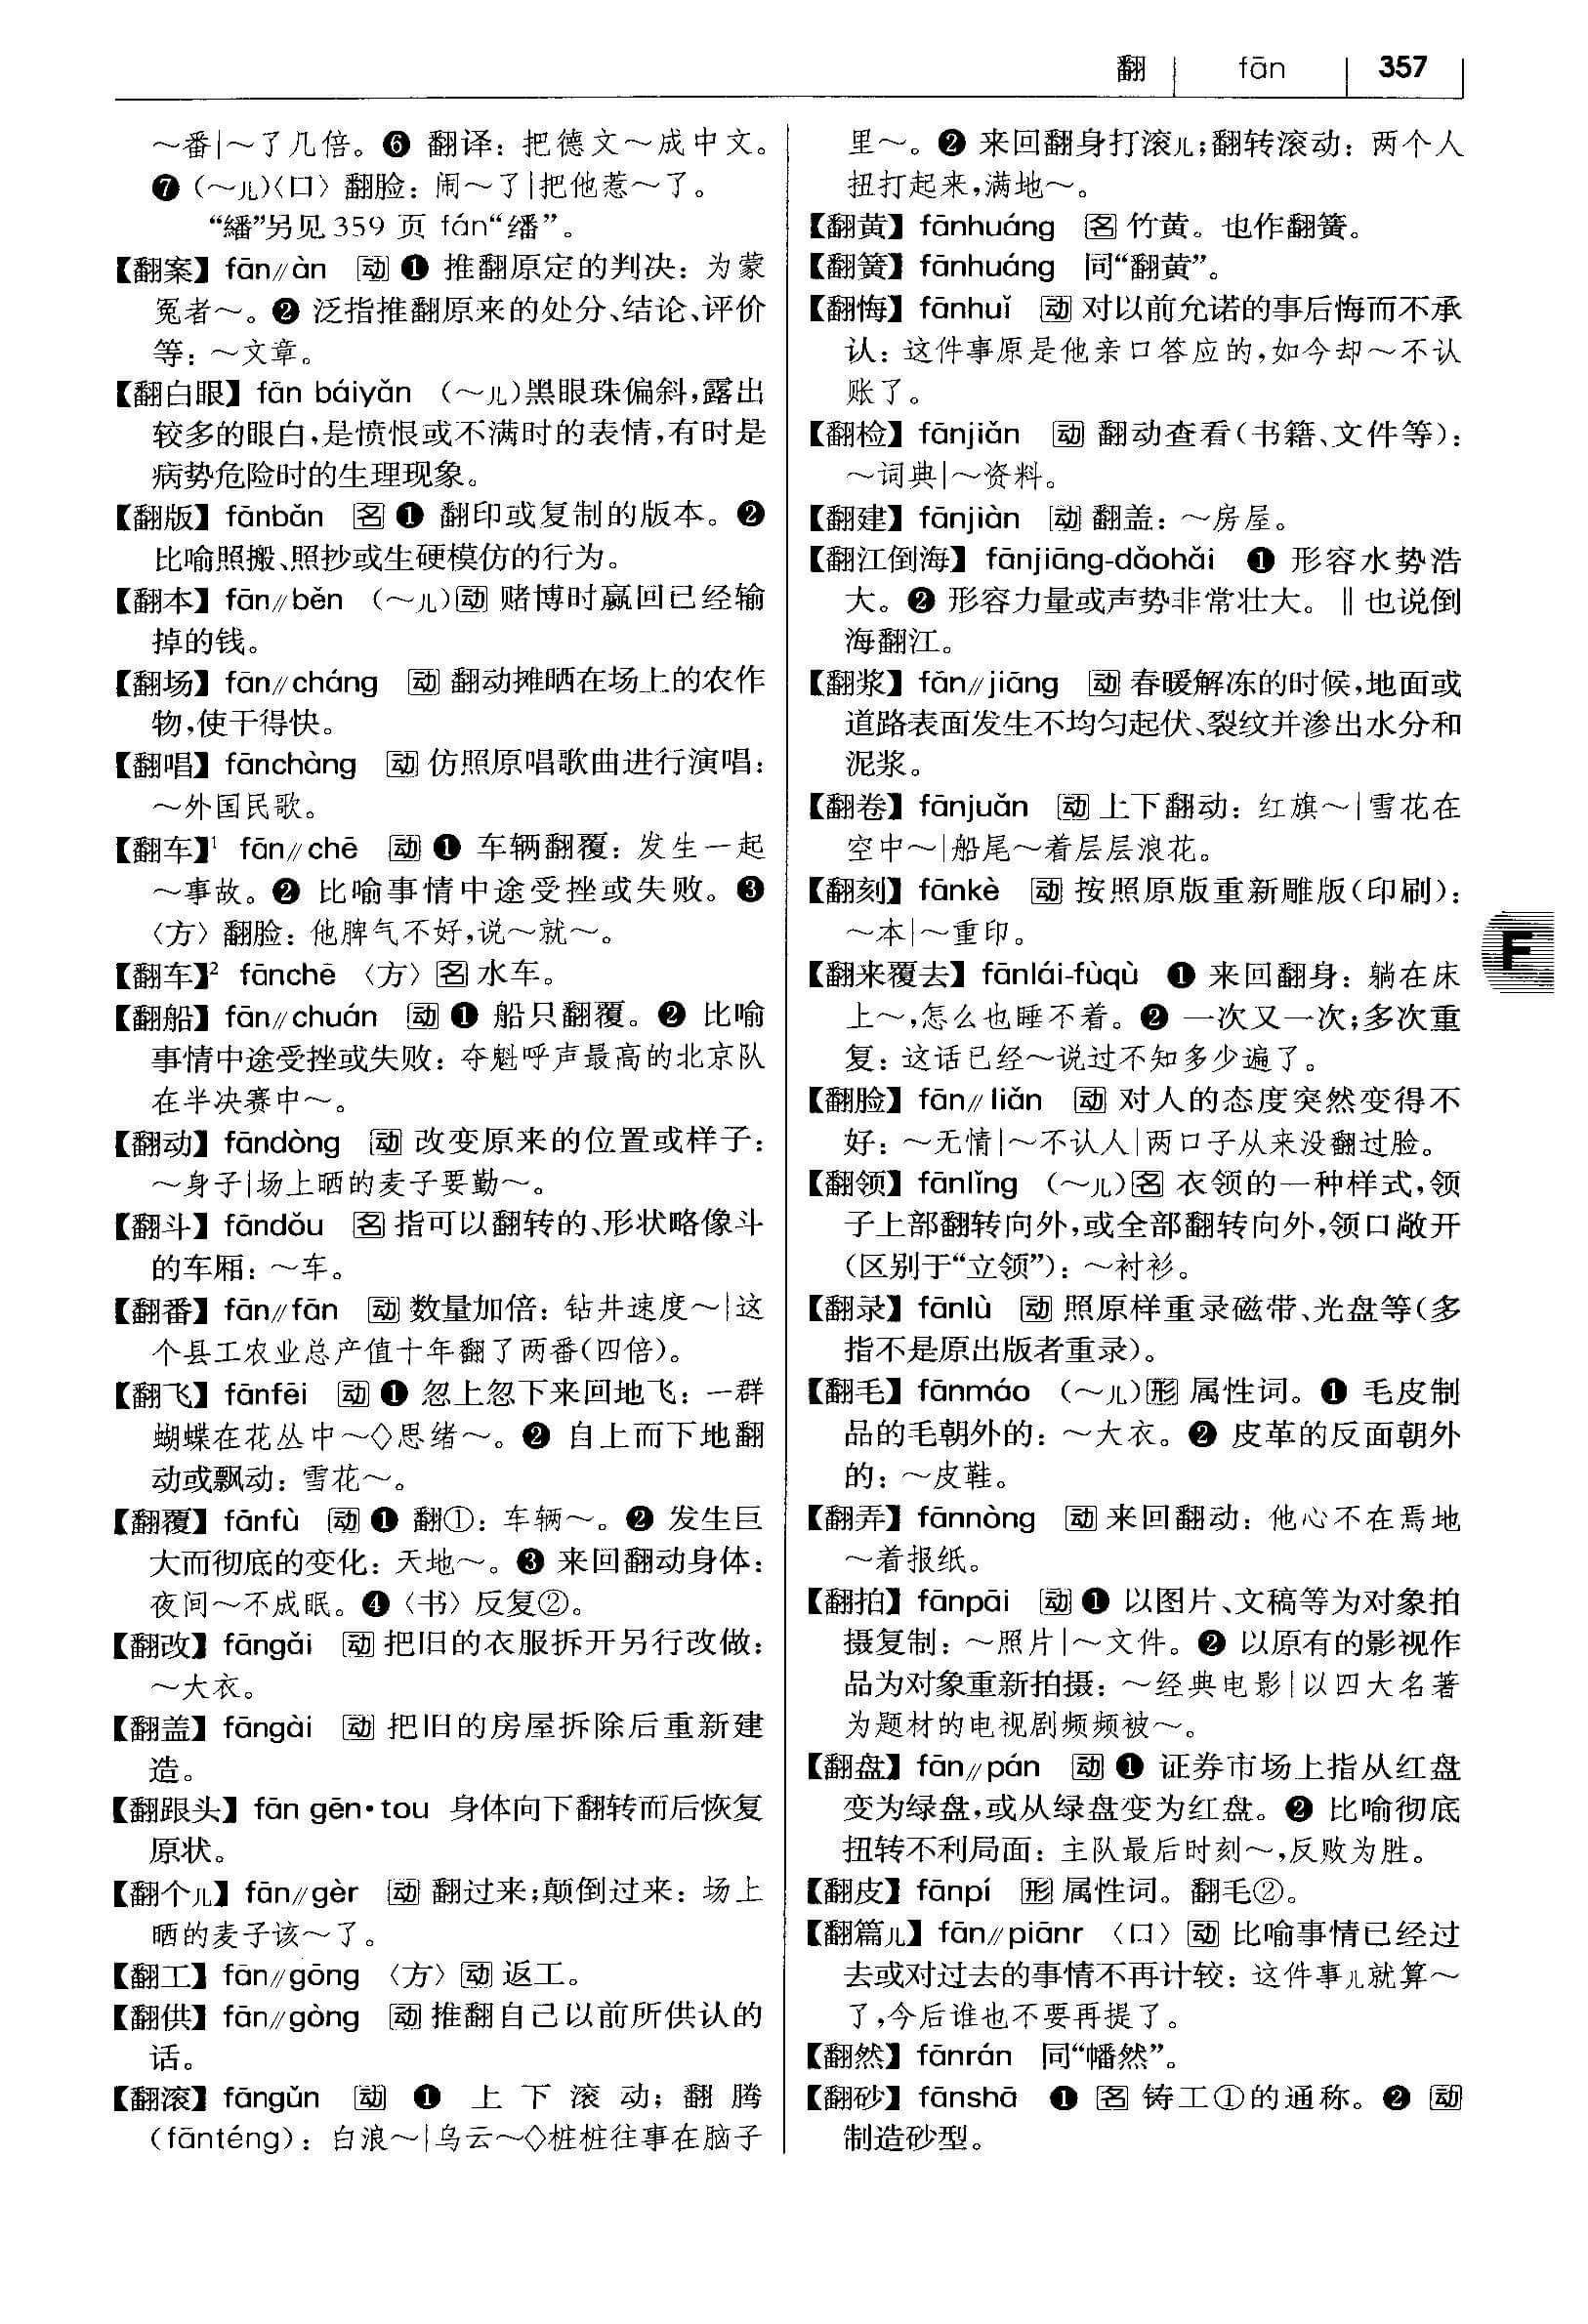 翻 fān 357
～番|～了几倍。❻ 翻译：把德文～成中文。
❼（～儿）〈口〉翻脸：闹～了|把他惹～了。
“繙”另见359 页 fán“繙”。
【翻案】fān//àn 动 ❶ 推翻原定的判决：为蒙
冤者～。❷ 泛指推翻原来的处分、结论、评价
等：～文章。
【翻白眼】fān báiyǎn （～儿）黑眼珠偏斜，露出
较多的眼白，是愤恨或不满时的表情，有时是
病势危险时的生理现象。
【翻版】fānbǎn 名 ❶ 翻印或复制的版本。❷
比喻照搬、照抄或生硬模仿的行为。
【翻本】fān//běn （～儿）动 赌博时赢回已经输
掉的钱。
【翻场】fān//cháng 动 翻动摊晒在场上的农作
物，使干得快。
【翻唱】fānchàng 动 仿照原唱歌曲进行演唱：
～外国民歌。
【翻车】¹ fān//chē 动 ❶ 车辆翻覆：发生一起
～事故。❷ 比喻事情中途受挫或失败。❸
〈方〉翻脸：他脾气不好，说～就～。
【翻车】² fānchē 〈方〉名 水车。
【翻船】fān//chuán 动 ❶ 船只翻覆。❷ 比喻
事情中途受挫或失败：夺魁呼声最高的北京队
在半决赛中～。
【翻动】fāndòng 动 改变原来的位置或样子：
～身子|场上晒的麦子要勤～。
【翻斗】fāndǒu 名 指可以翻转的、形状略像斗
的车厢：～车。
【翻番】fān//fān 动 数量加倍：钻井速度～|这
个县工农业总产值十年翻了两番（四倍）。
【翻飞】fānfēi 动 ❶ 忽上忽下来回地飞：一群
蝴蝶在花丛中～◇思绪～。❷ 自上而下地翻
动或飘动：雪花～。
【翻覆】fānfù 动 ❶ 翻①：车辆～。❷ 发生巨
大而彻底的变化：天地～。❸ 来回翻动身体：
夜间～不成眠。❹〈书〉反复②。
【翻改】fāngǎi 动 把旧的衣服拆开另行改做：
～大衣。
【翻盖】fāngài 动 把旧的房屋拆除后重新建
造。
【翻跟头】fān gēn•tou 身体向下翻转而后恢复
原状。
【翻个儿】fān//gèr 动 翻过来；颠倒过来：场上
晒的麦子该～了。
【翻工】fān//gōng 〈方〉动 返工。
【翻供】fān//gòng 动 推翻自己以前所供认的
话。
【翻滚】fāngǔn 动 ❶ 上下滚动；翻腾
（fānténg）：白浪～|乌云～◇桩桩往事在脑子
里～。❷ 来回翻身打滚儿；翻转滚动：两个人
扭打起来，满地～。
【翻黄】fānhuáng 名 竹黄。也作翻簧。
【翻簧】fānhuáng 同“翻黄”。
【翻悔】fānhuǐ 动 对以前允诺的事后悔而不承
认：这件事原是他亲口答应的，如今却～不认
账了。
【翻检】fānjiǎn 动 翻动查看（书籍、文件等）：
～词典|～资料。
【翻建】fānjiàn 动 翻盖：～房屋。
【翻江倒海】fānjiāng-dǎohǎi ❶ 形容水势浩
大。❷ 形容力量或声势非常壮大。‖也说倒
海翻江。
【翻浆】fān//jiāng 动 春暖解冻的时候，地面或
道路表面发生不均匀起伏、裂纹并渗出水分和
泥浆。
【翻卷】fānjuǎn 动 上下翻动：红旗～|雪花在
空中～|船尾～着层层浪花。
【翻刻】fānkè 动 按照原版重新雕版（印刷）：
～本|～重印。
【翻来覆去】fānlái-fùqù ❶ 来回翻身：躺在床
上～，怎么也睡不着。❷ 一次又一次；多次重
复：这话已经～说过不知多少遍了。
【翻脸】fān//liǎn 动 对人的态度突然变得不
好：～无情|～不认人|两口子从来没翻过脸。
【翻领】fānlǐng （～儿）名 衣领的一种样式，领
子上部翻转向外，或全部翻转向外，领口敞开
（区别于“立领”）：～衬衫。
【翻录】fānlù 动 照原样重录磁带、光盘等（多
指不是原出版者重录）。
【翻毛】fānmáo （～儿）形 属性词。❶ 毛皮制
品的毛朝外的：～大衣。❷ 皮革的反面朝外
的：～皮鞋。
【翻弄】fānnòng 动 来回翻动：他心不在焉地
～着报纸。
【翻拍】fānpāi 动 ❶ 以图片、文稿等为对象拍
摄复制：～照片|～文件。❷ 以原有的影视作
品为对象重新拍摄：～经典电影|以四大名著
为题材的电视剧频频被～。
【翻盘】fān//pán 动 ❶ 证券市场上指从红盘
变为绿盘，或从绿盘变为红盘。❷ 比喻彻底
扭转不利局面：主队最后时刻～，反败为胜。
【翻皮】fānpí 形 属性词。翻毛②。
【翻篇儿】fān//piānr 〈口〉动 比喻事情已经过
去或对过去的事情不再计较：这件事儿就算～
了，今后谁也不要再提了。
【翻然】fānrán 同“幡然”。
【翻砂】fānshā ❶ 名 铸工①的通称。❷ 动
制造砂型。
F